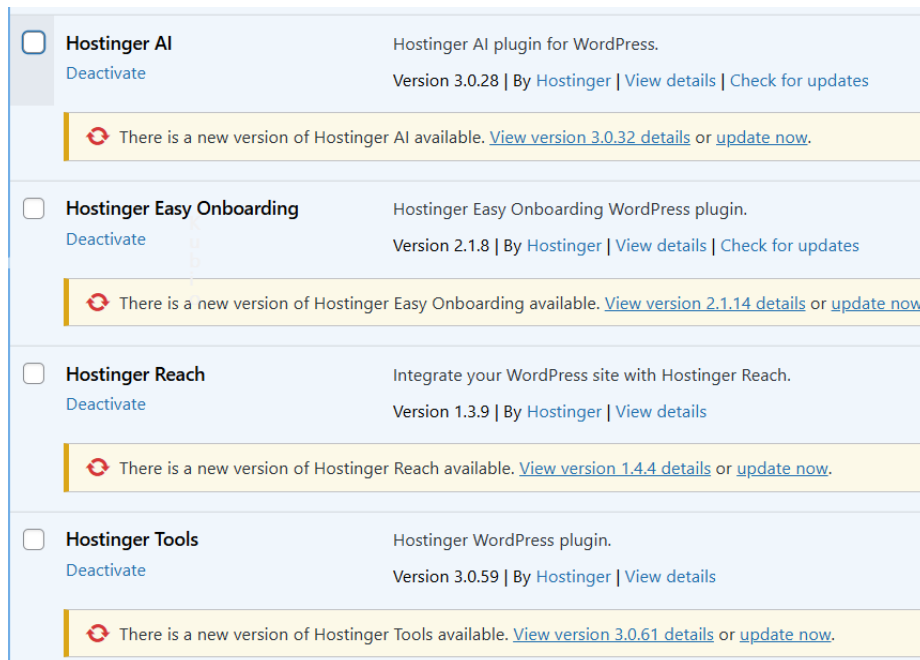 Hostinger AI
Hostinger AI plugin for WordPress.
Deactivate
Version 3.0.28 | By Hostinger | View details | Check for updates
There is a new version of Hostinger AI available. View version 3.0.32 details or update now.
Hostinger Easy Onboarding
Hostinger Easy Onboarding WordPress plugin.
Deactivate
Version 2.1.8 | By Hostinger | View details | Check for updates
There is a new version of Hostinger Easy Onboarding available. View version 2.1.14 details or update now
Hostinger Reach
Integrate your WordPress site with Hostinger Reach.
Deactivate
Version 1.3.9 | By Hostinger | View details
There is a new version of Hostinger Reach available. View version 1.4.4 details or update now.
Hostinger Tools
Hostinger WordPress plugin.
Deactivate
Version 3.0.59 | By Hostinger | View details
There is a new version of Hostinger Tools available. View version 3.0.61 details or update now.